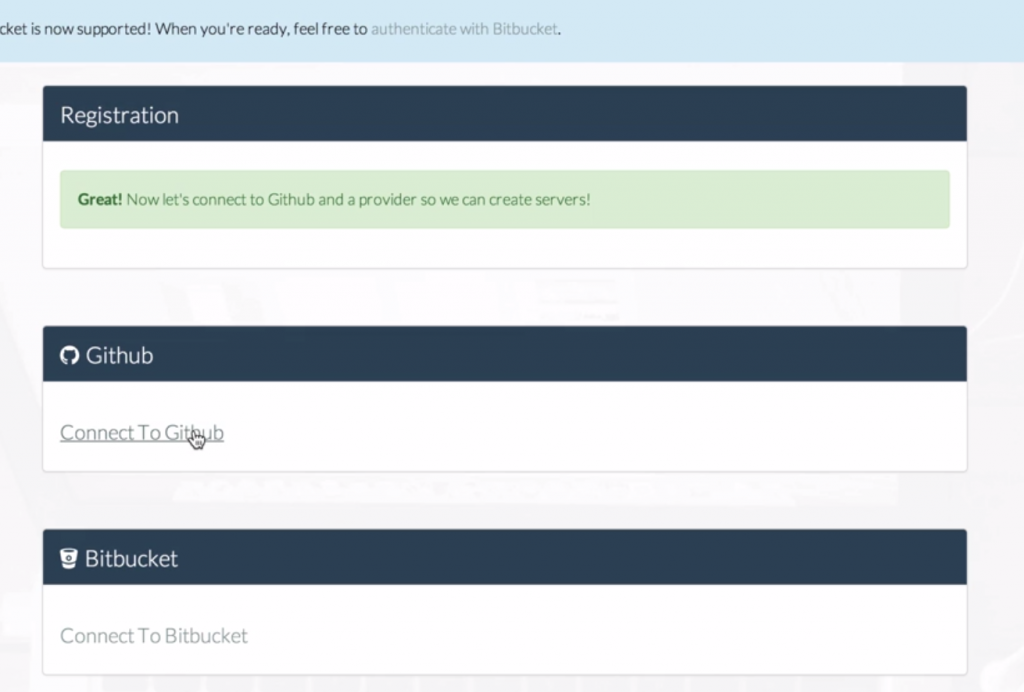 is now supported! When you're ready, feel free to authenticate with Bitbucket.
Registration
Great! Now let's connect to Github and a provider so we can create servers!
Github
Connect To Github
Bitbucket
Connect To Bitbucket